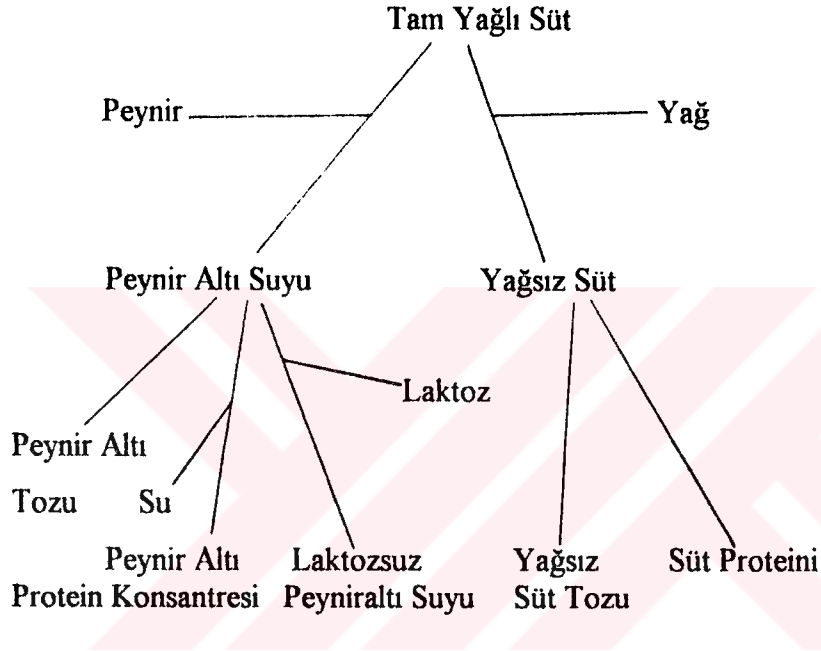 Tam Yağlı Süt
Peynir
Yağ
Peynir Altı Suyu
Yağsız Süt
Laktoz
Peynir Altı
Tozu
Su
Peynir Altı
Protein Konsantresi
Laktozsuz
Peyniraltı Suyu
Yağsız
Süt Tozu
Süt Proteini